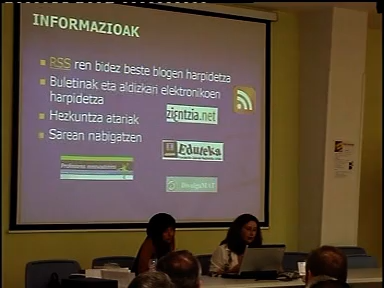 INFORMAZIOAK
RSS ren bidez beste blogen harpidetza
Buletinak eta aldizkari elektronikoen
harpidetza
Hezkuntza atariak
Sarean nabigatzen
zientzia.net
Eduteka